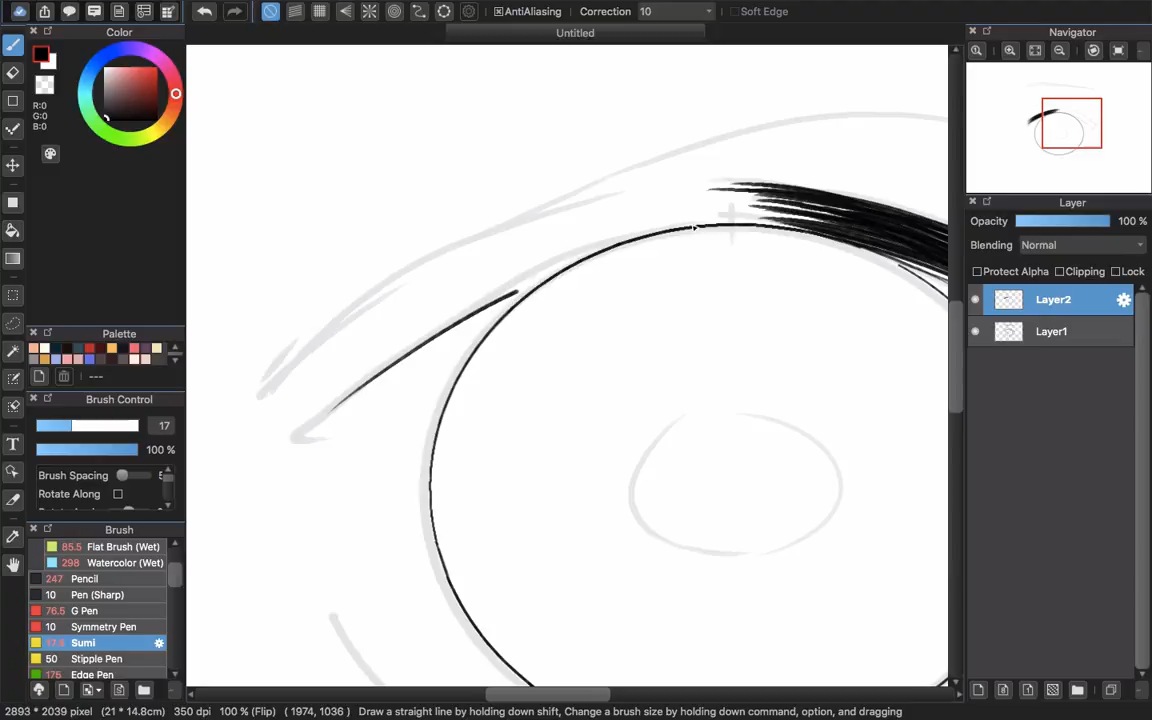 AntiAliasing Correction 10 Soft Edge
Color
Untitled
Navigator
R:0
G:0
B:0
Layer
Opacity 100 %
Blending Normal
Protect Alpha Clipping Lock
Layer2
Layer1
Palette
---
Brush Control
17
100 %
Brush Spacing
Rotate Along
Brush
85.5 Flat Brush (Wet)
298 Watercolor (Wet)
247 Pencil
10 Pen (Sharp)
76.5 G Pen
10 Symmetry Pen
Sumi
50 Stipple Pen
175 Edge Pen
T
2893 * 2039 pixel (21 * 14.8cm) 350 dpi 100 % (Flip) ( 1974, 1036 ) Draw a straight line by holding down shift, Change a brush size by holding down command, option, and dragging